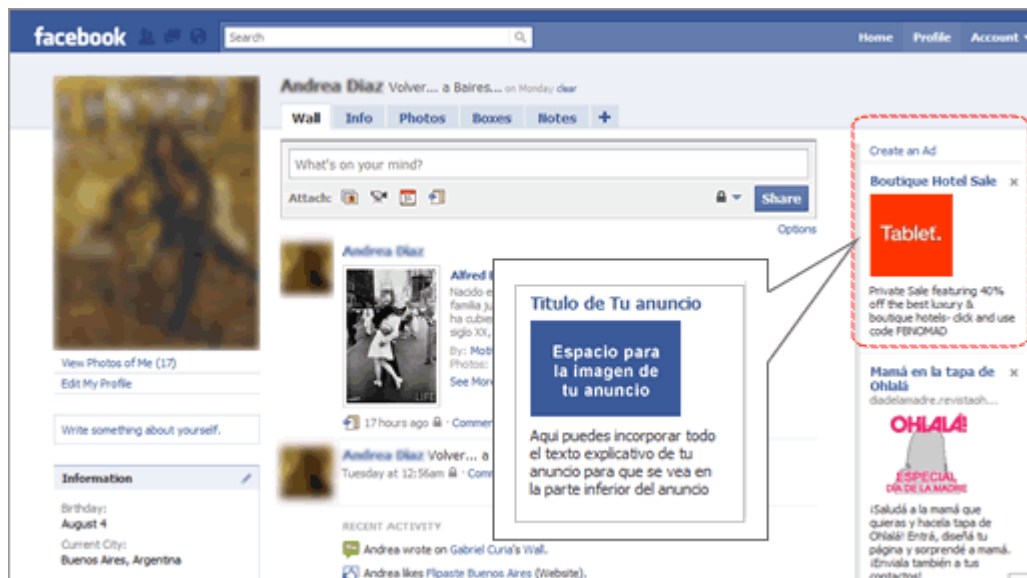 facebook
Search
Home Profile Account
Andrea Diaz Volver... a Baires... on Monday clear
Wall Info Photos Boxes Notes +
What's on your mind?
Attach:
Share
Options
View Photos of Me (17)
Edit My Profile
Write something about yourself.
Information
Birthday:
August 4
Current City:
Buenos Aires, Argentina
Andrea Diaz
Alfred
Nacido e
familia ju
ha cubie
siglo XX,
By: Mot
Photos:
See Mor
LIFE
17 hours ago · Commen
Andrea Diaz Volver... a
Tuesday at 12:56am · Com
RECENT ACTIVITY
Andrea wrote on Gabriel Curia's Wall.
Andrea likes Flipaste Buenos Aires (Website).
Titulo de Tu anuncio
Espacio para
la imagen de
tu anuncio
Aqui puedes incorporar todo
el texto explicativo de tu
anuncio para que se vea en
la parte inferior del anuncio
Create an Ad
Boutique Hotel Sale x
Tablet.
Private Sale featuring 40%
off the best luxury &
boutique hotels- click and use
code FBNOMAD
Mamá en la tapa de x
Ohlalá
diadelamadre.revistaoh...
OHLALÁ!
ESPECIAL
DÍA DE LA MADRE
¡Saludá a la mamá que
quieras y hacela tapa de
Ohlalá! Entrá, diseñá tu
página y sorprendé a mamá.
¡Enviala también a tus
contactos!